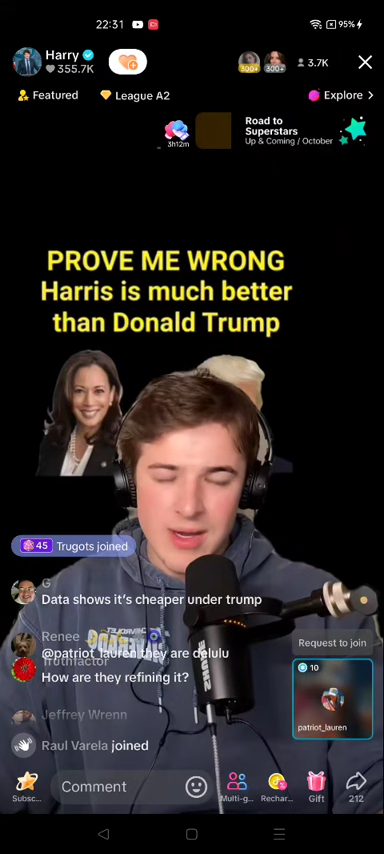 22:31
95%
Harry
355.7K
300+
300+
3.7K
Featured
League A2
Explore
3h12m
Road to
Superstars
Up & Coming / October
PROVE ME WRONG
Harris is much better
than Donald Trump
45 Trugots joined
G
Data shows it's cheaper under trump
Renee
@patriot_lauren they are delulu
Truthfactor
How are they refining it?
Jeffrey Wrenn
Raul Varela joined
Request to join
10
patriot_lauren
Comment
Subsc...
Multi-g...
Rechar...
Gift
212